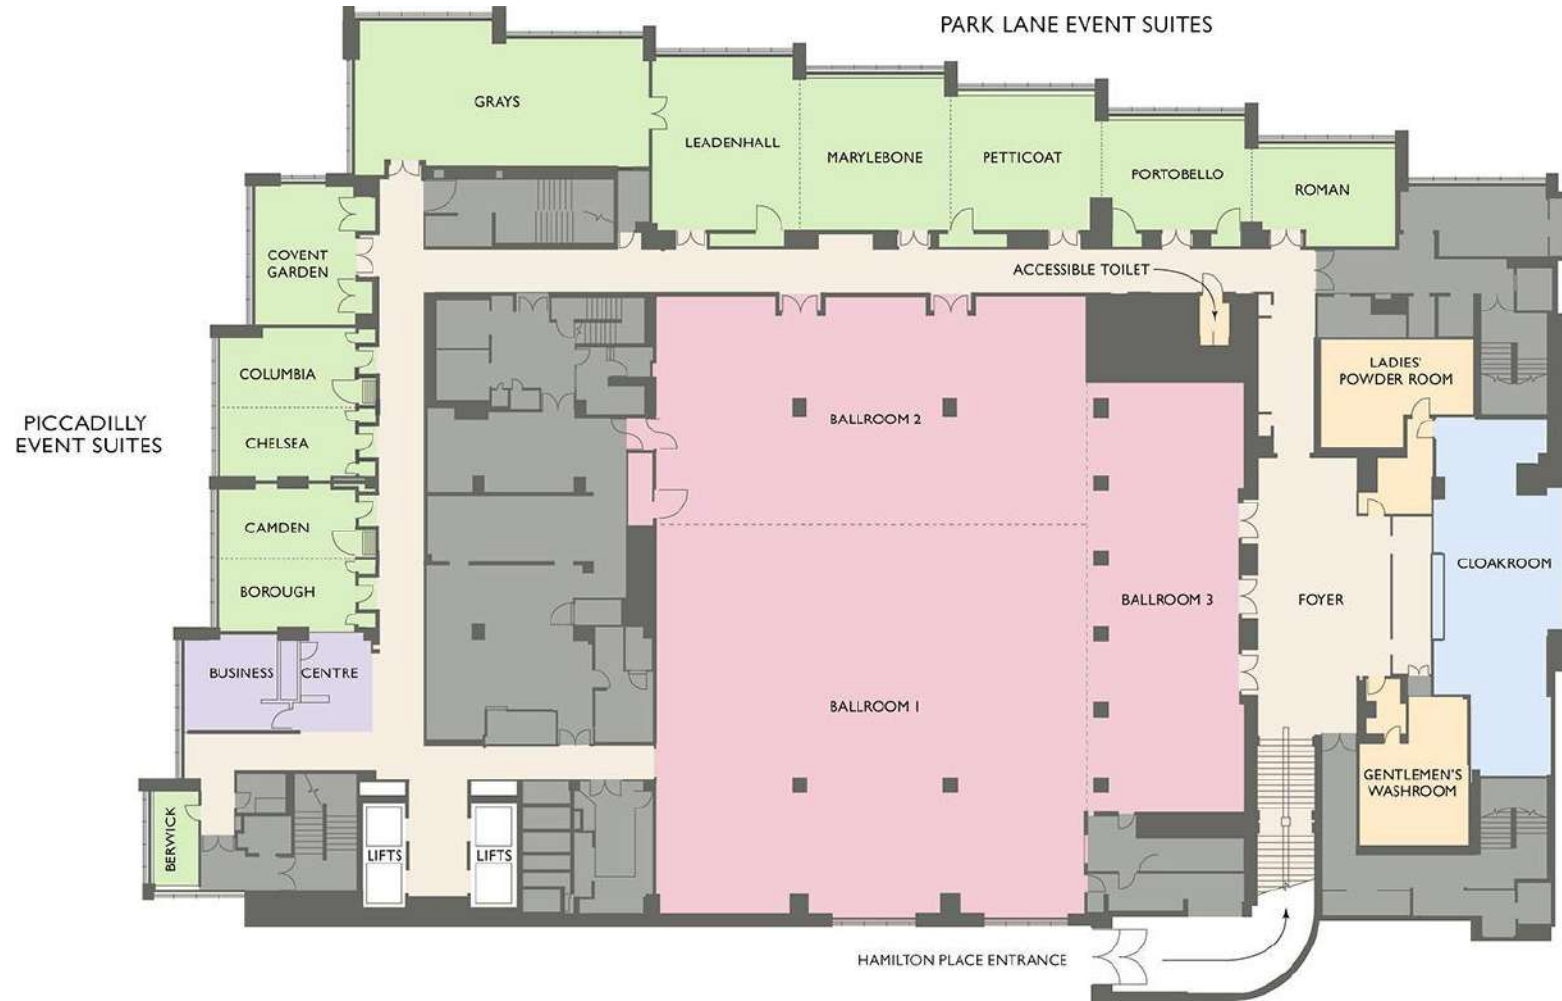 PARK LANE EVENT SUITES
GRAYS
LEADENHALL
MARYLEBONE
PETTICOAT
PORTOBELLO
ROMAN
COVENT
GARDEN
ACCESSIBLE TOILET
COLUMBIA
LADIES'
POWDER ROOM
PICCADILLY
EVENT SUITES
CHELSEA
BALLROOM 2
CAMDEN
CLOAKROOM
BOROUGH
BALLROOM 3
FOYER
BUSINESS CENTRE
BALLROOM 1
GENTLEMEN'S
WASHROOM
BERWICK
LIFTS
LIFTS
HAMILTON PLACE ENTRANCE